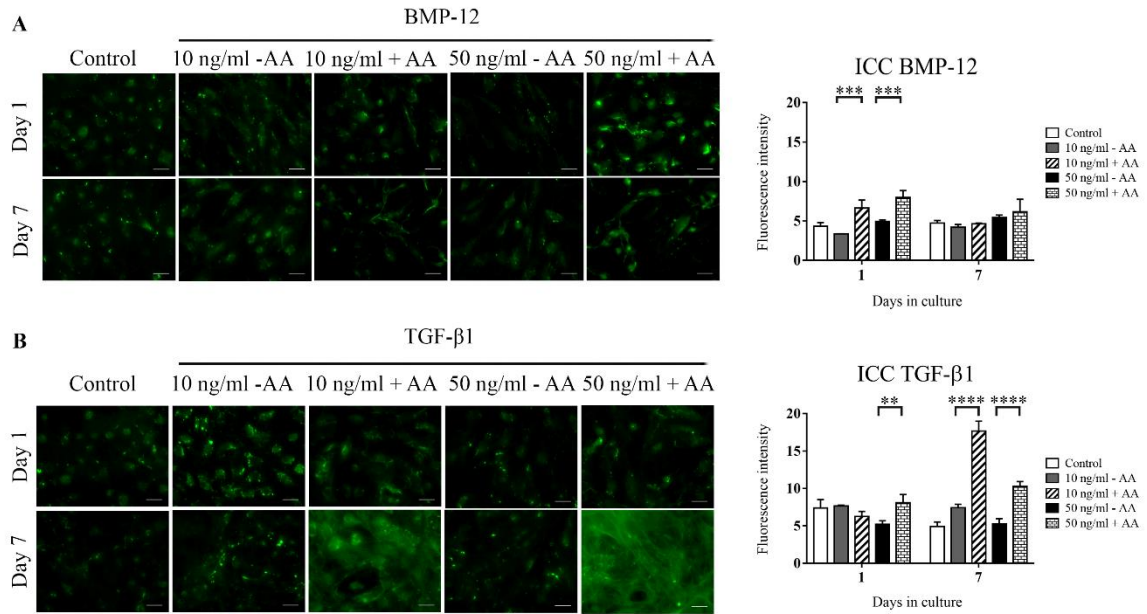 A
BMP-12
Control
10 ng/ml -AA
10 ng/ml + AA
50 ng/ml - AA
50 ng/ml + AA
Day 1
Day 7
ICC BMP-12
*** ***
20
15
10
5
0
Fluorescence intensity
1 7
Days in culture
Control
10 ng/ml - AA
10 ng/ml + AA
50 ng/ml - AA
50 ng/ml + AA
B
TGF-β1
Control
10 ng/ml -AA
10 ng/ml + AA
50 ng/ml - AA
50 ng/ml + AA
Day 1
Day 7
ICC TGF-β1
** **** ****
20
15
10
5
0
Fluorescence intensity
1 7
Days in culture
Control
10 ng/ml - AA
10 ng/ml + AA
50 ng/ml - AA
50 ng/ml + AA